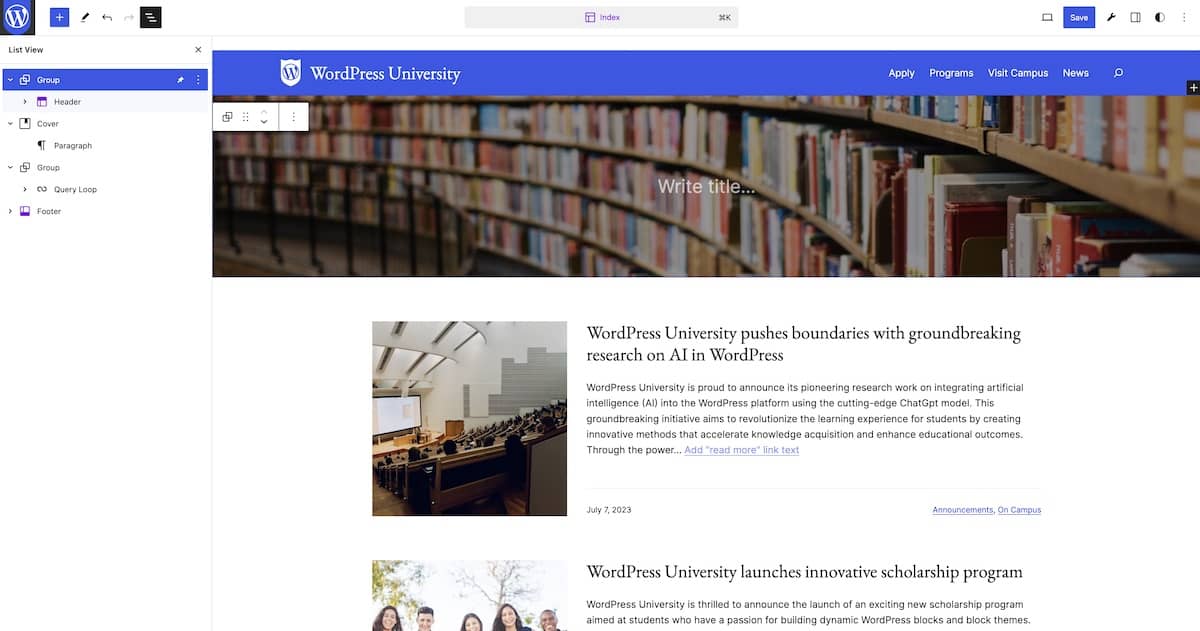 Index
⌘K
Save
List View
Group
Header
Cover
Paragraph
Group
Query Loop
Footer
WordPress University
Apply
Programs
Visit Campus
News
Write title...
WordPress University pushes boundaries with groundbreaking
research on AI in WordPress
WordPress University is proud to announce its pioneering research work on integrating artificial
intelligence (AI) into the WordPress platform using the cutting-edge ChatGpt model. This
groundbreaking initiative aims to revolutionize the learning experience for students by creating
innovative methods that accelerate knowledge acquisition and enhance educational outcomes.
Through the power... Add "read more" link text
July 7, 2023
Announcements, On Campus
WordPress University launches innovative scholarship program
WordPress University is thrilled to announce the launch of an exciting new scholarship program
aimed at students who have a passion for building dynamic WordPress blocks and block themes.